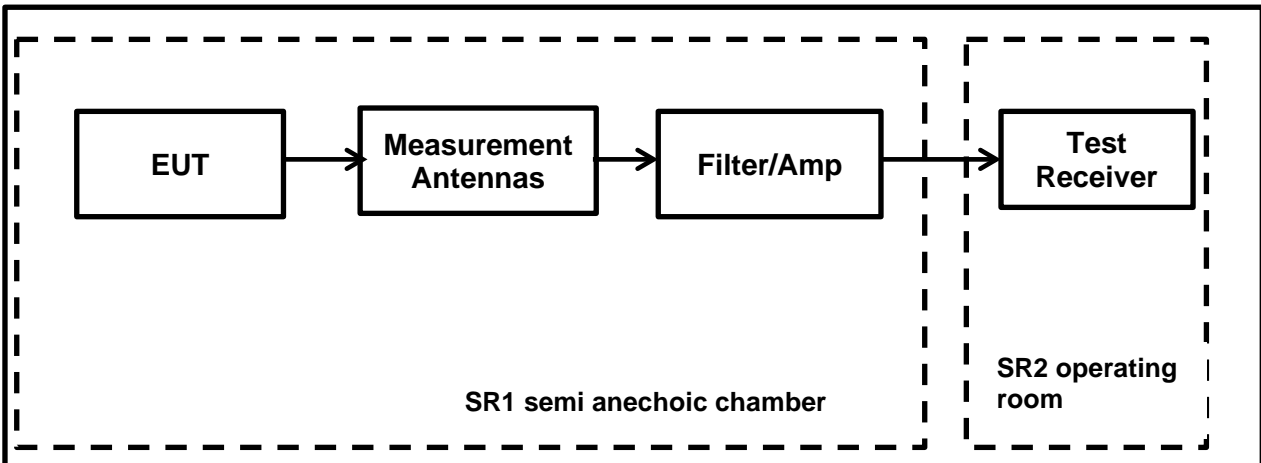 EUT
Measurement
Antennas
Filter/Amp
Test
Receiver
SR1 semi anechoic chamber
SR2 operating
room